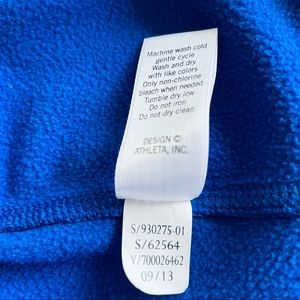 Machine wash cold
gentle cycle
Wash and dry
with like colors
Only non-chlorine
bleach when needed
Tumble dry low
Do not iron
Do not dry clean
DESIGN ©
ATHLETA, INC.
S/930275-01
S/62564
V/700026462
09/13